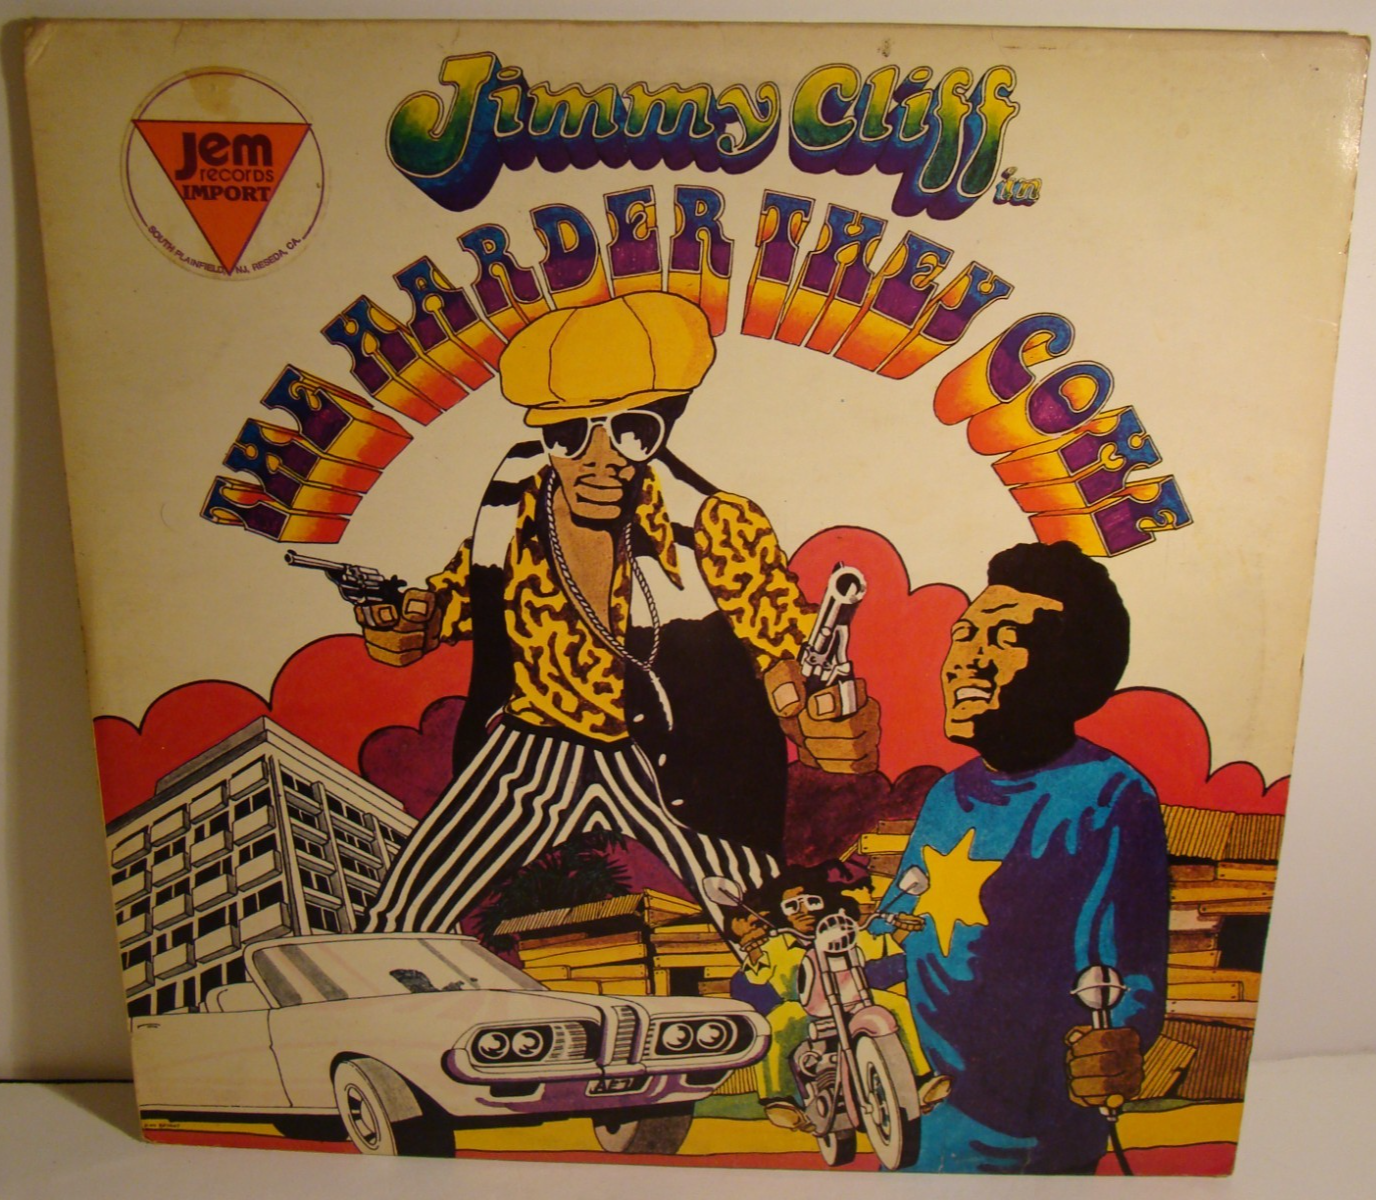 Jimmy Cliff
in
THE HARDER THEY COME
Jem
records
IMPORT
SOUTH PLAINFIELD, NJ, RESEDA, CA.